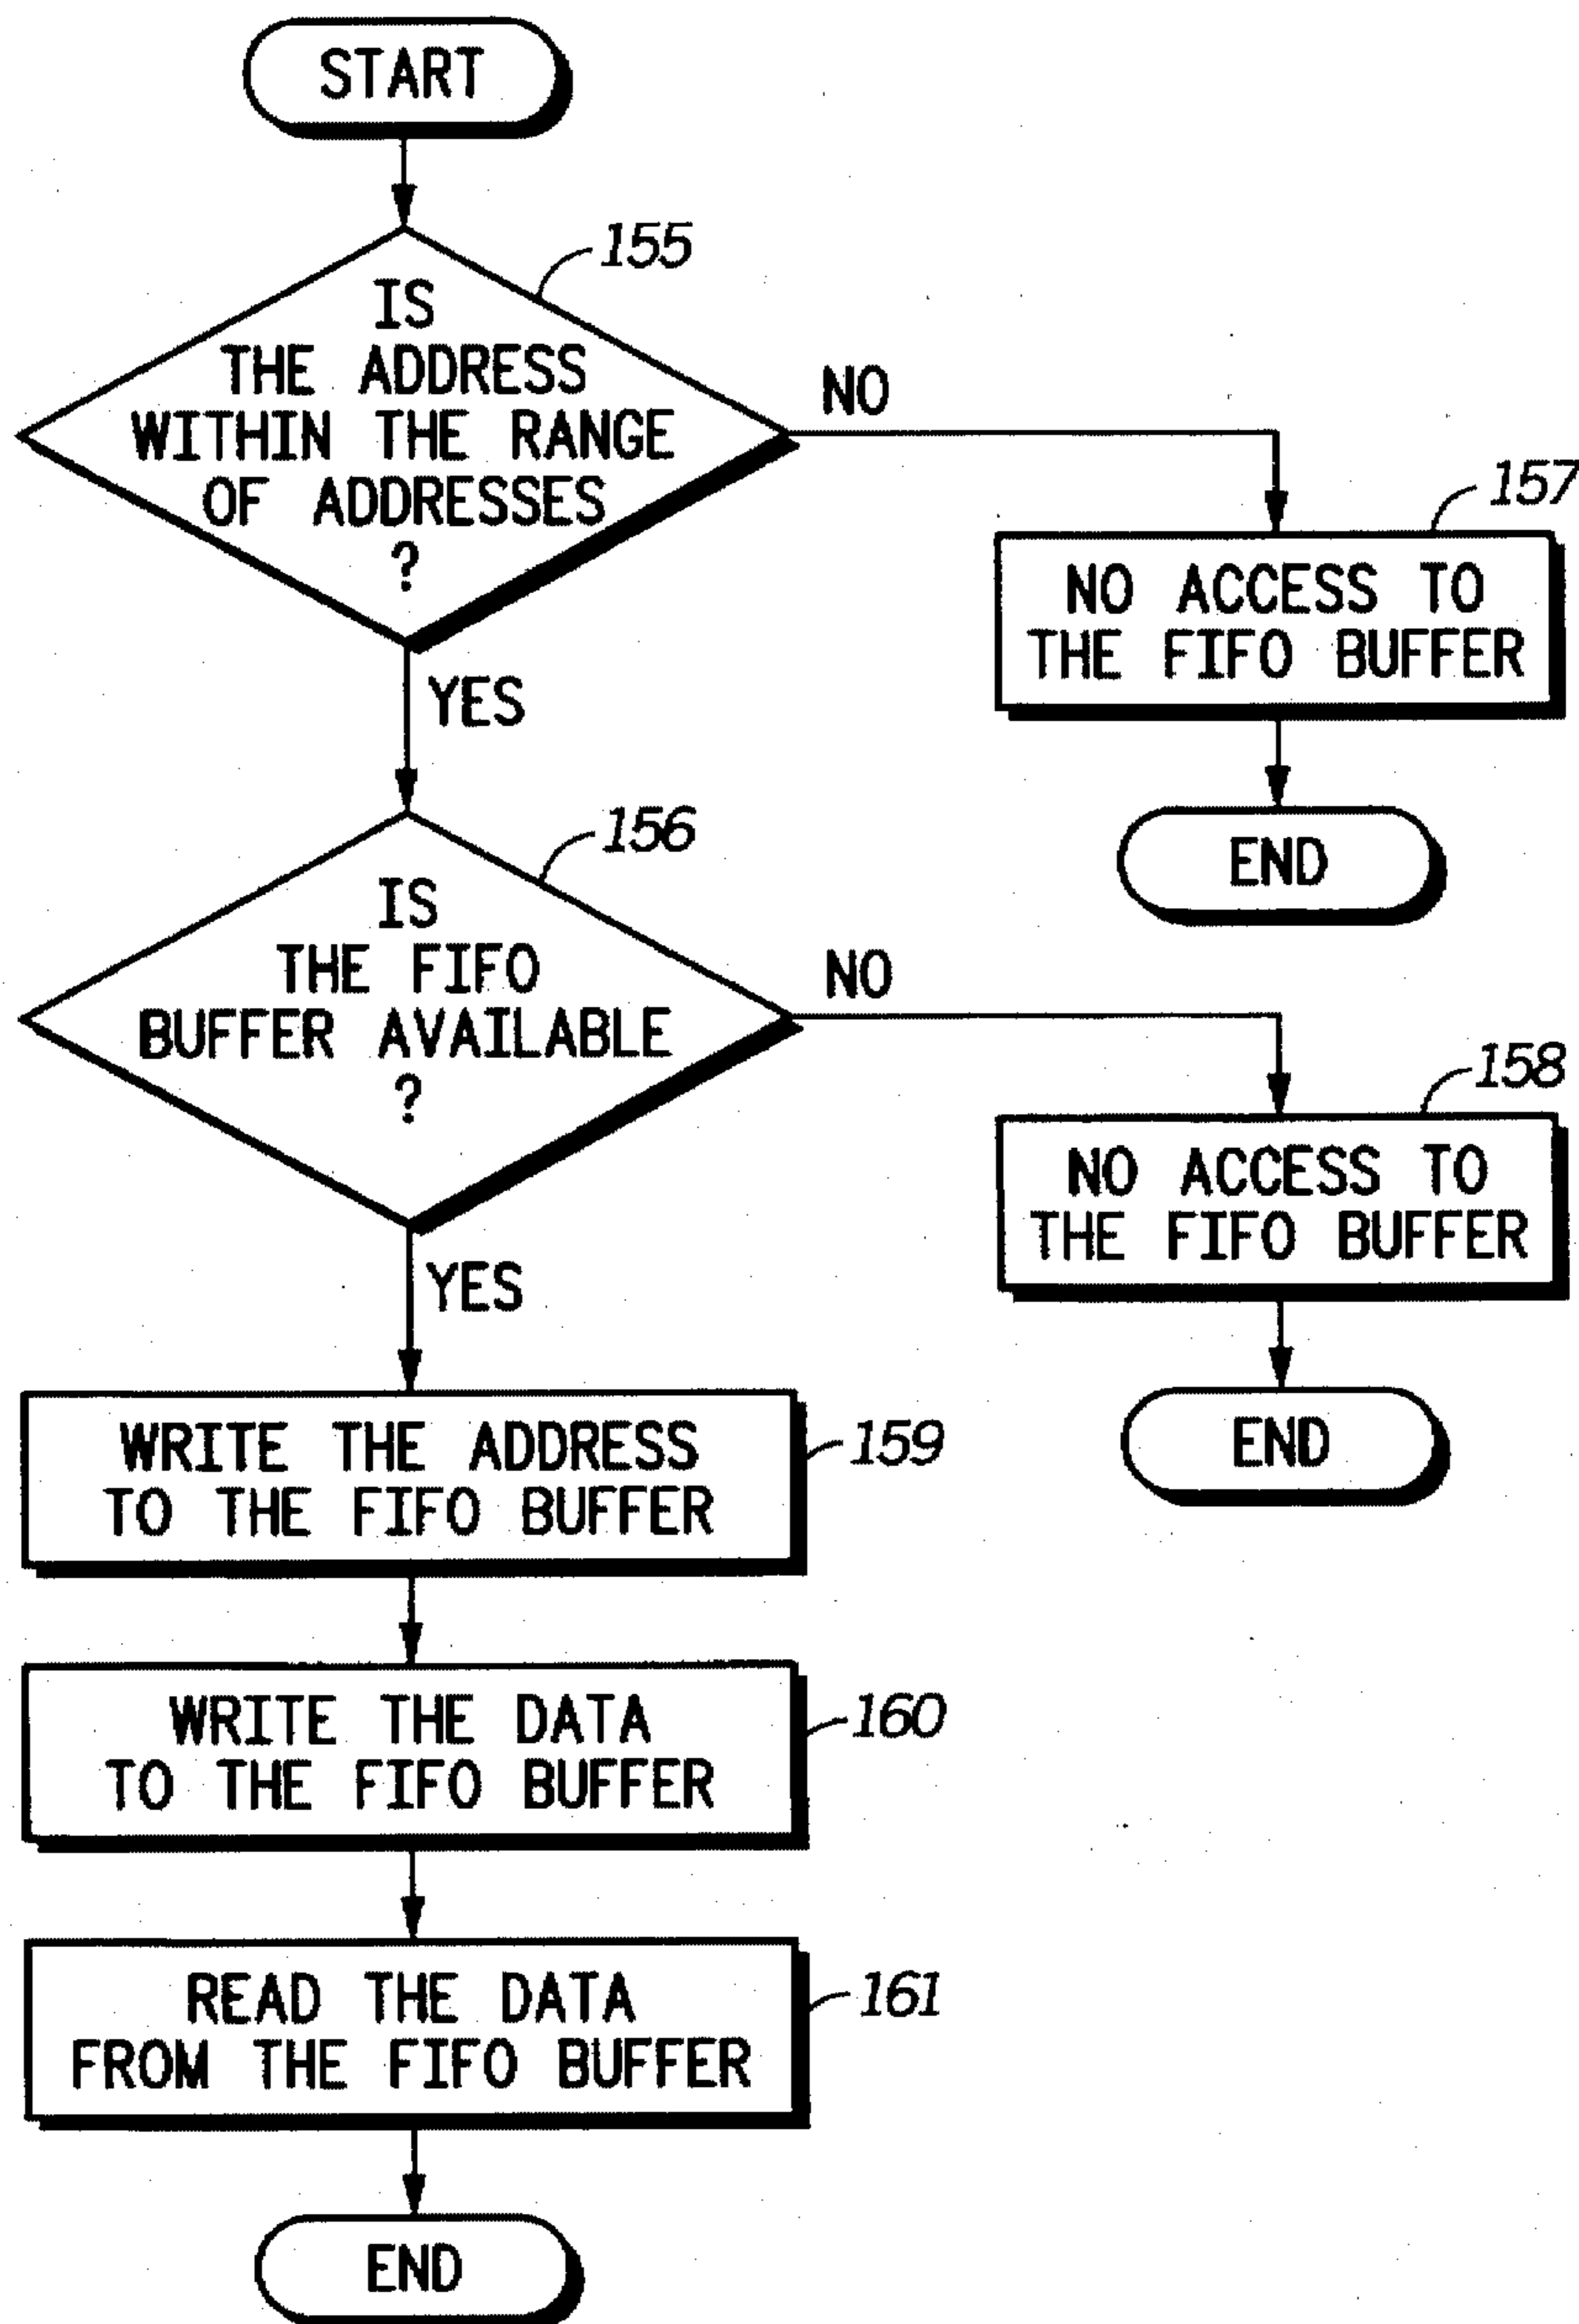 START
155
IS
THE ADDRESS
WITHIN THE RANGE
OF ADDRESSES
?
NO
157
NO ACCESS TO
THE FIFO BUFFER
END
YES
156
IS
THE FIFO
BUFFER AVAILABLE
?
NO
158
NO ACCESS TO
THE FIFO BUFFER
END
YES
WRITE THE ADDRESS
TO THE FIFO BUFFER
159
WRITE THE DATA
TO THE FIFO BUFFER
160
READ THE DATA
FROM THE FIFO BUFFER
161
END